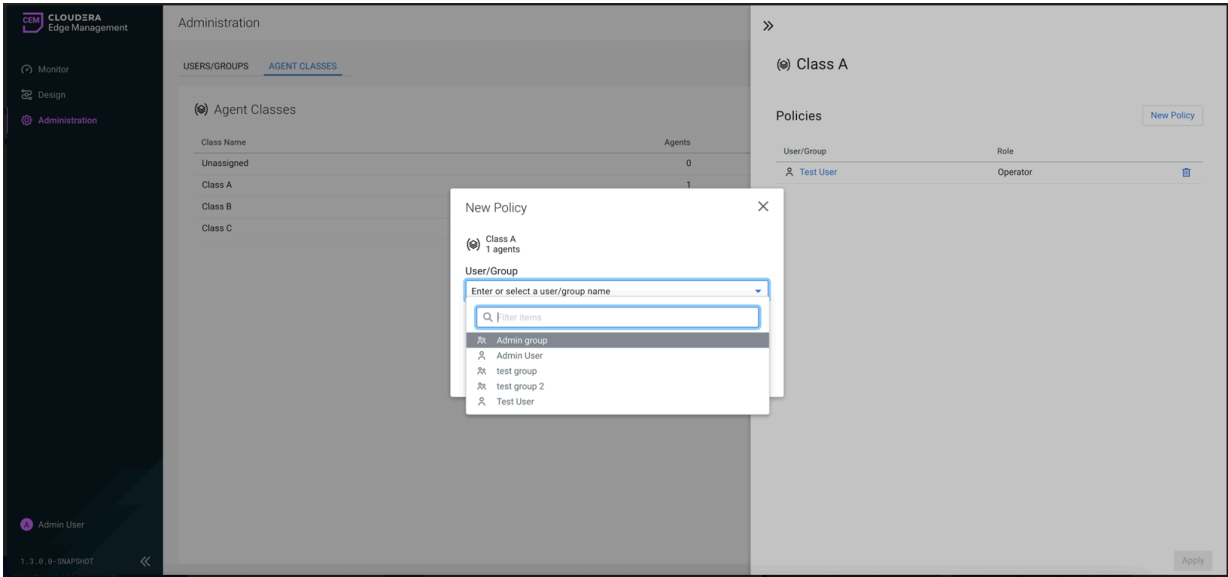 CEM
CLOUDERA
Edge Management
Monitor
Design
Administration
Admin User
1.3.0.0-SNAPSHOT
Administration
USERS/GROUPS AGENT CLASSES
Agent Classes
Class Name Agents
Unassigned 0
Class A 1
Class B
Class C
New Policy
Class A
1 agents
User/Group
Enter or select a user/group name
Filter items
Admin group
Admin User
test group
test group 2
Test User
Class A
Policies New Policy
User/Group Role
Test User Operator
Apply